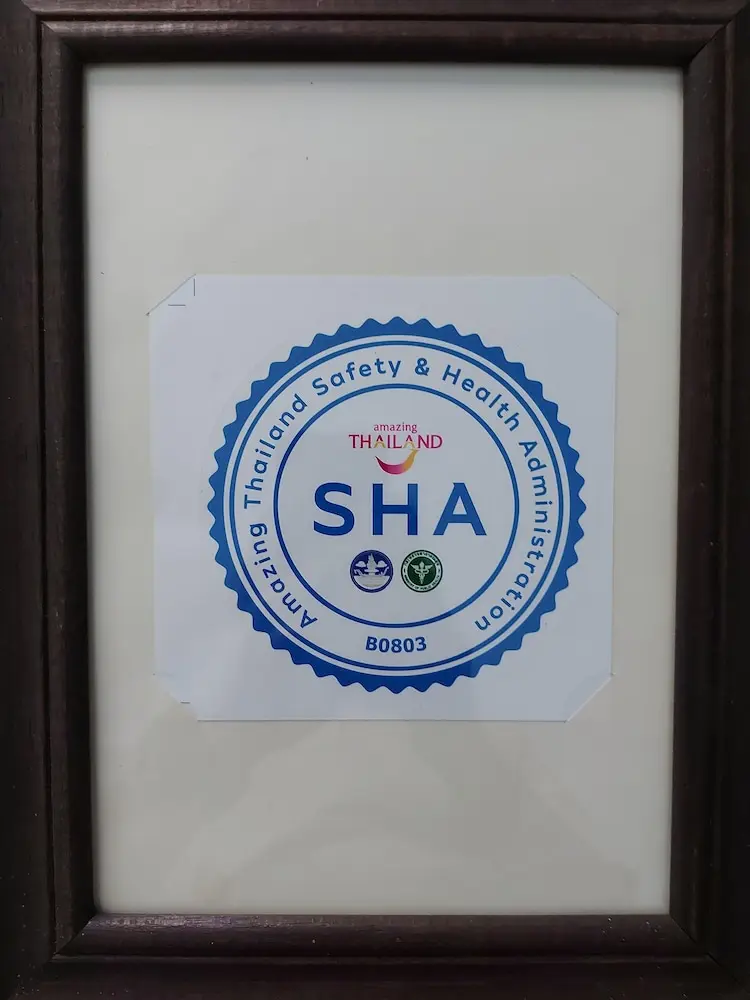 Amazing Thailand Safety & Health Administration
amazing
THAILAND
SHA
B0803